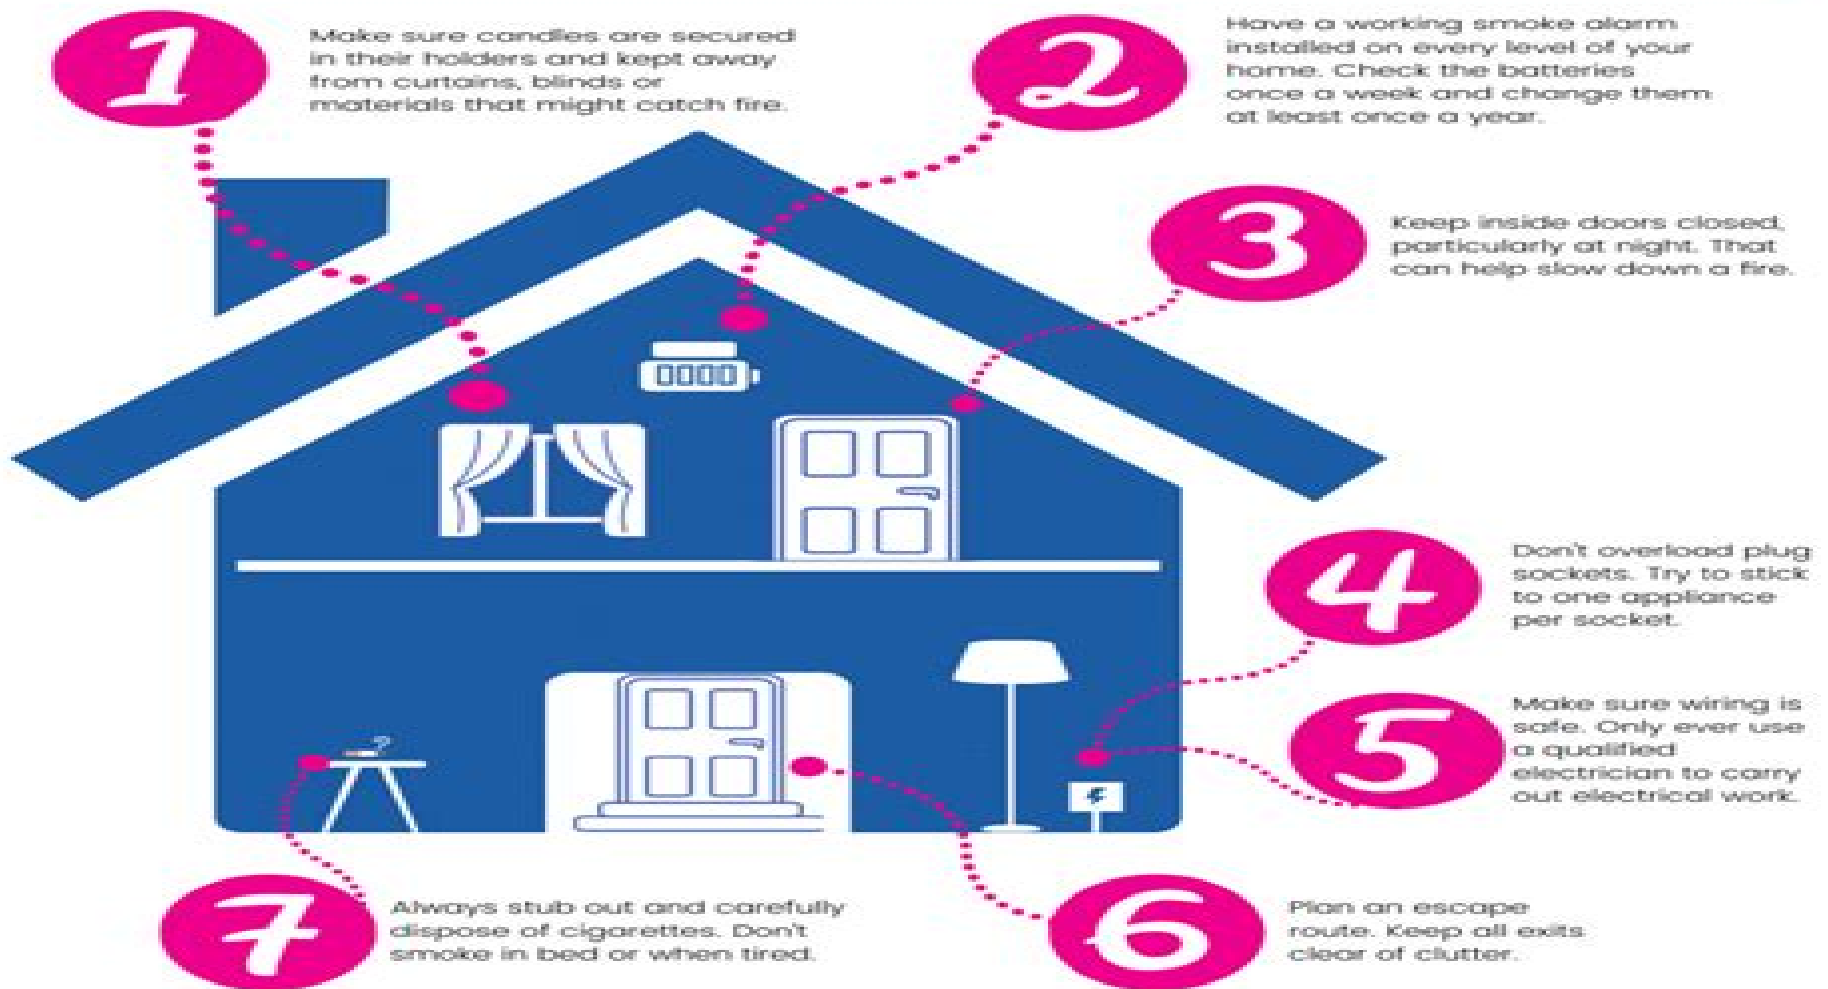 1
Make sure candles are secured
in their holders and kept away
from curtains, blinds or
materials that might catch fire.
2
Have a working smoke alarm
installed on every level of your
home. Check the batteries
once a week and change them
at least once a year.
3
Keep inside doors closed,
particularly at night. That
can help slow down a fire.
4
Don't overload plug
sockets. Try to stick
to one appliance
per socket.
5
Make sure wiring is
safe. Only ever use
a qualified
electrician to carry
out electrical work.
6
Plan an escape
route. Keep all exits
clear of clutter.
7
Always stub out and carefully
dispose of cigarettes. Don't
smoke in bed or when tired.